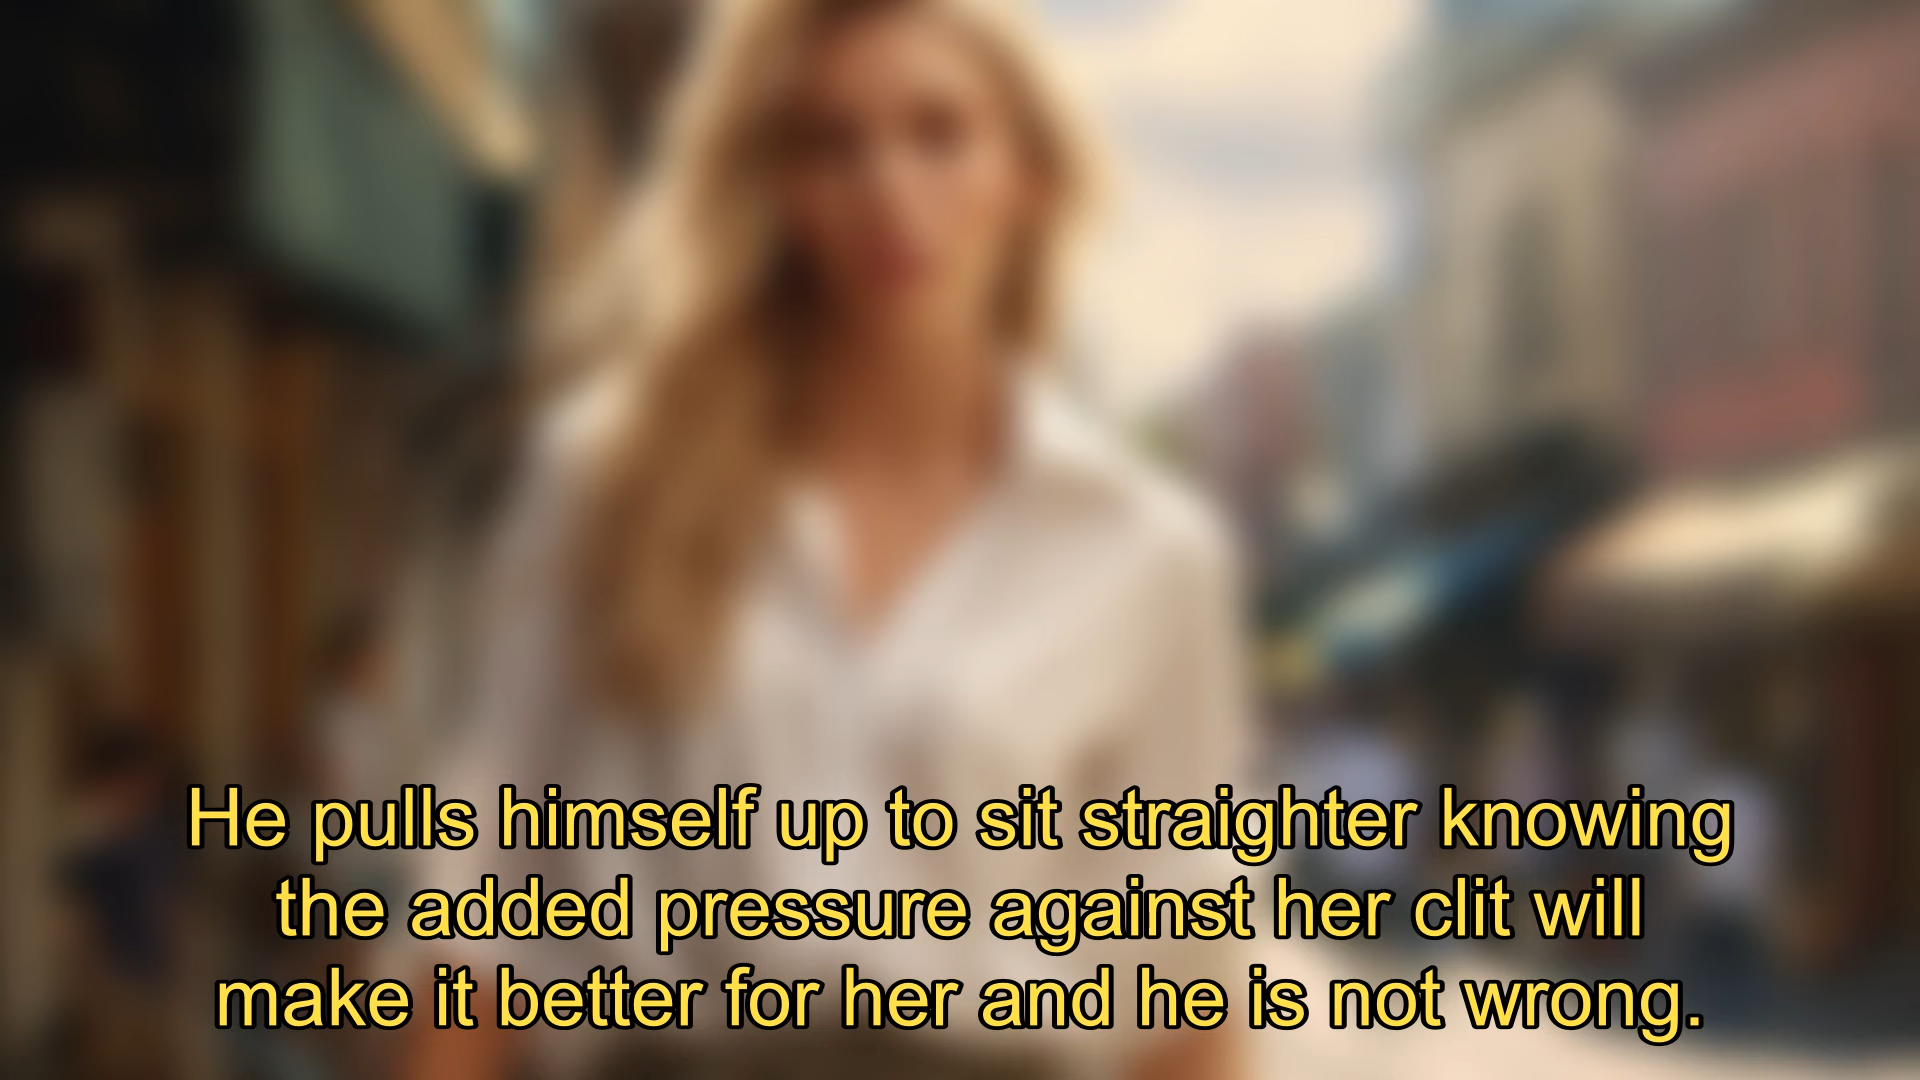 He pulls himself up to sit straighter knowing
the added pressure against her clit will
make it better for her and he is not wrong.